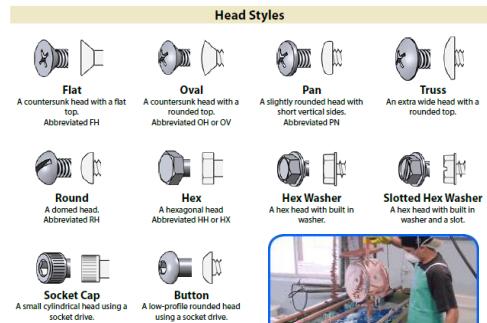 Head Styles
Flat
A countersunk head with a flat
top.
Abbreviated FH
Oval
A countersunk head with a
rounded top.
Abbreviated OH or OV
Pan
A slightly rounded head with
short vertical sides.
Abbreviated PN
Truss
An extra wide head with a
rounded top.
Round
A domed head.
Abbreviated RH
Hex
A hexagonal head
Abbreviated HH or HX
Hex Washer
A hex head with built in
washer.
Slotted Hex Washer
A hex head with built in
washer and a slot.
Socket Cap
A small cylindrical head using a
socket drive.
Button
A low-profile rounded head
using a socket drive.